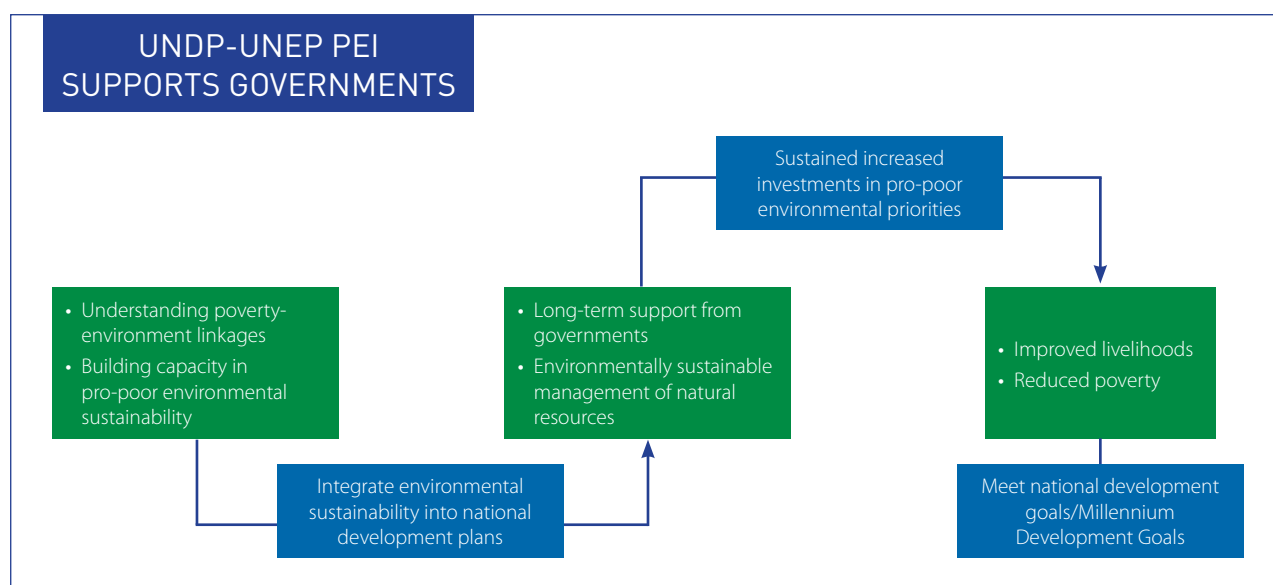 UNDP-UNEP PEI
SUPPORTS GOVERNMENTS
Sustained increased
investments in pro-poor
environmental priorities
• Understanding poverty-
environment linkages
• Building capacity in
pro-poor environmental
sustainability
• Long-term support from
governments
• Environmentally sustainable
management of natural
resources
• Improved livelihoods
• Reduced poverty
Integrate environmental
sustainability into national
development plans
Meet national development
goals/Millennium
Development Goals